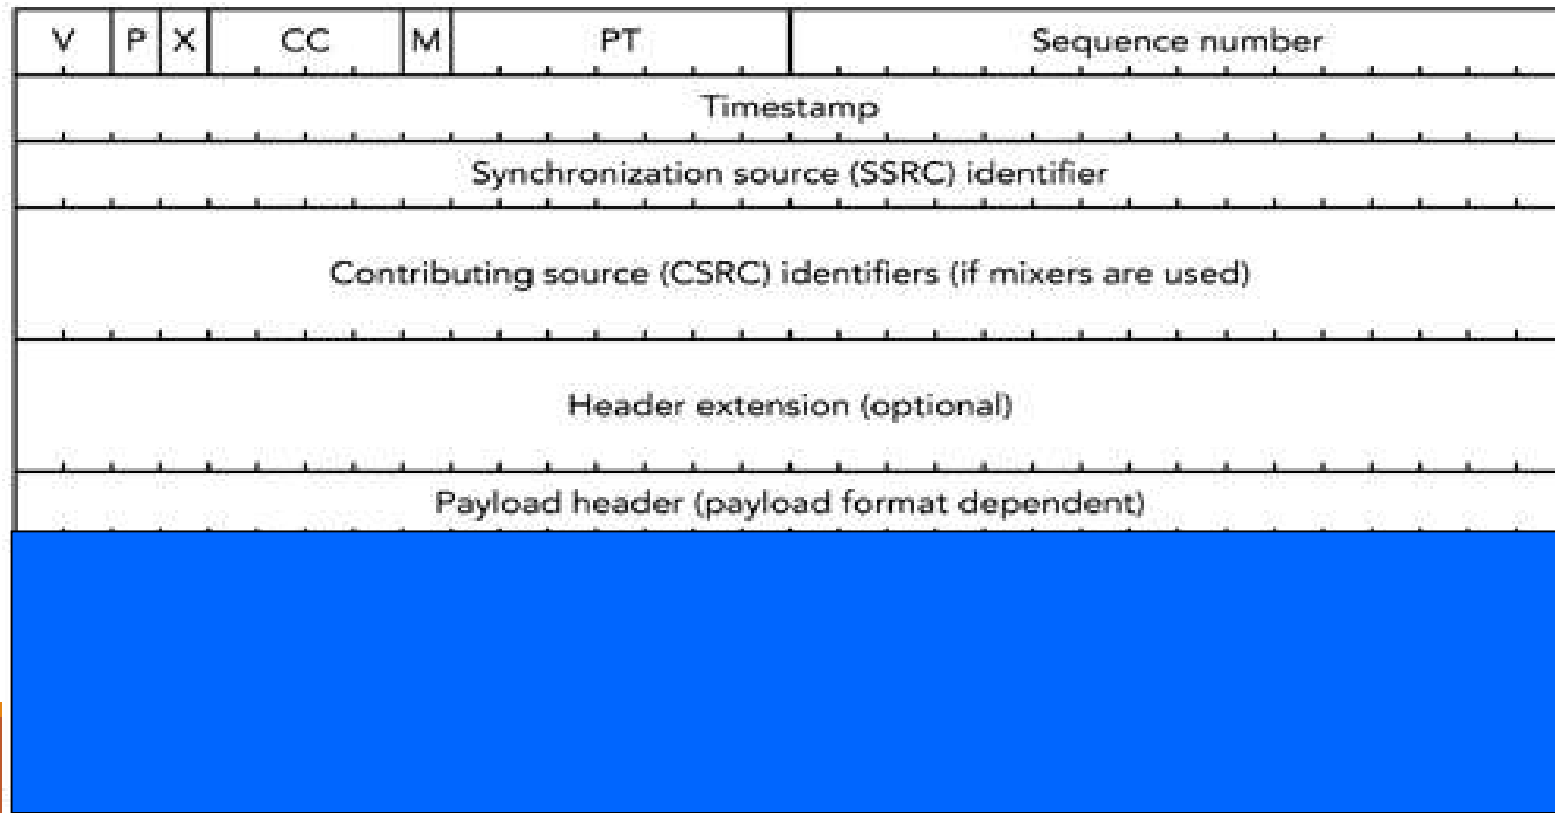 V P X CC M PT Sequence number
Timestamp
Synchronization source (SSRC) identifier
Contributing source (CSRC) identifiers (if mixers are used)
Header extension (optional)
Payload header (payload format dependent)